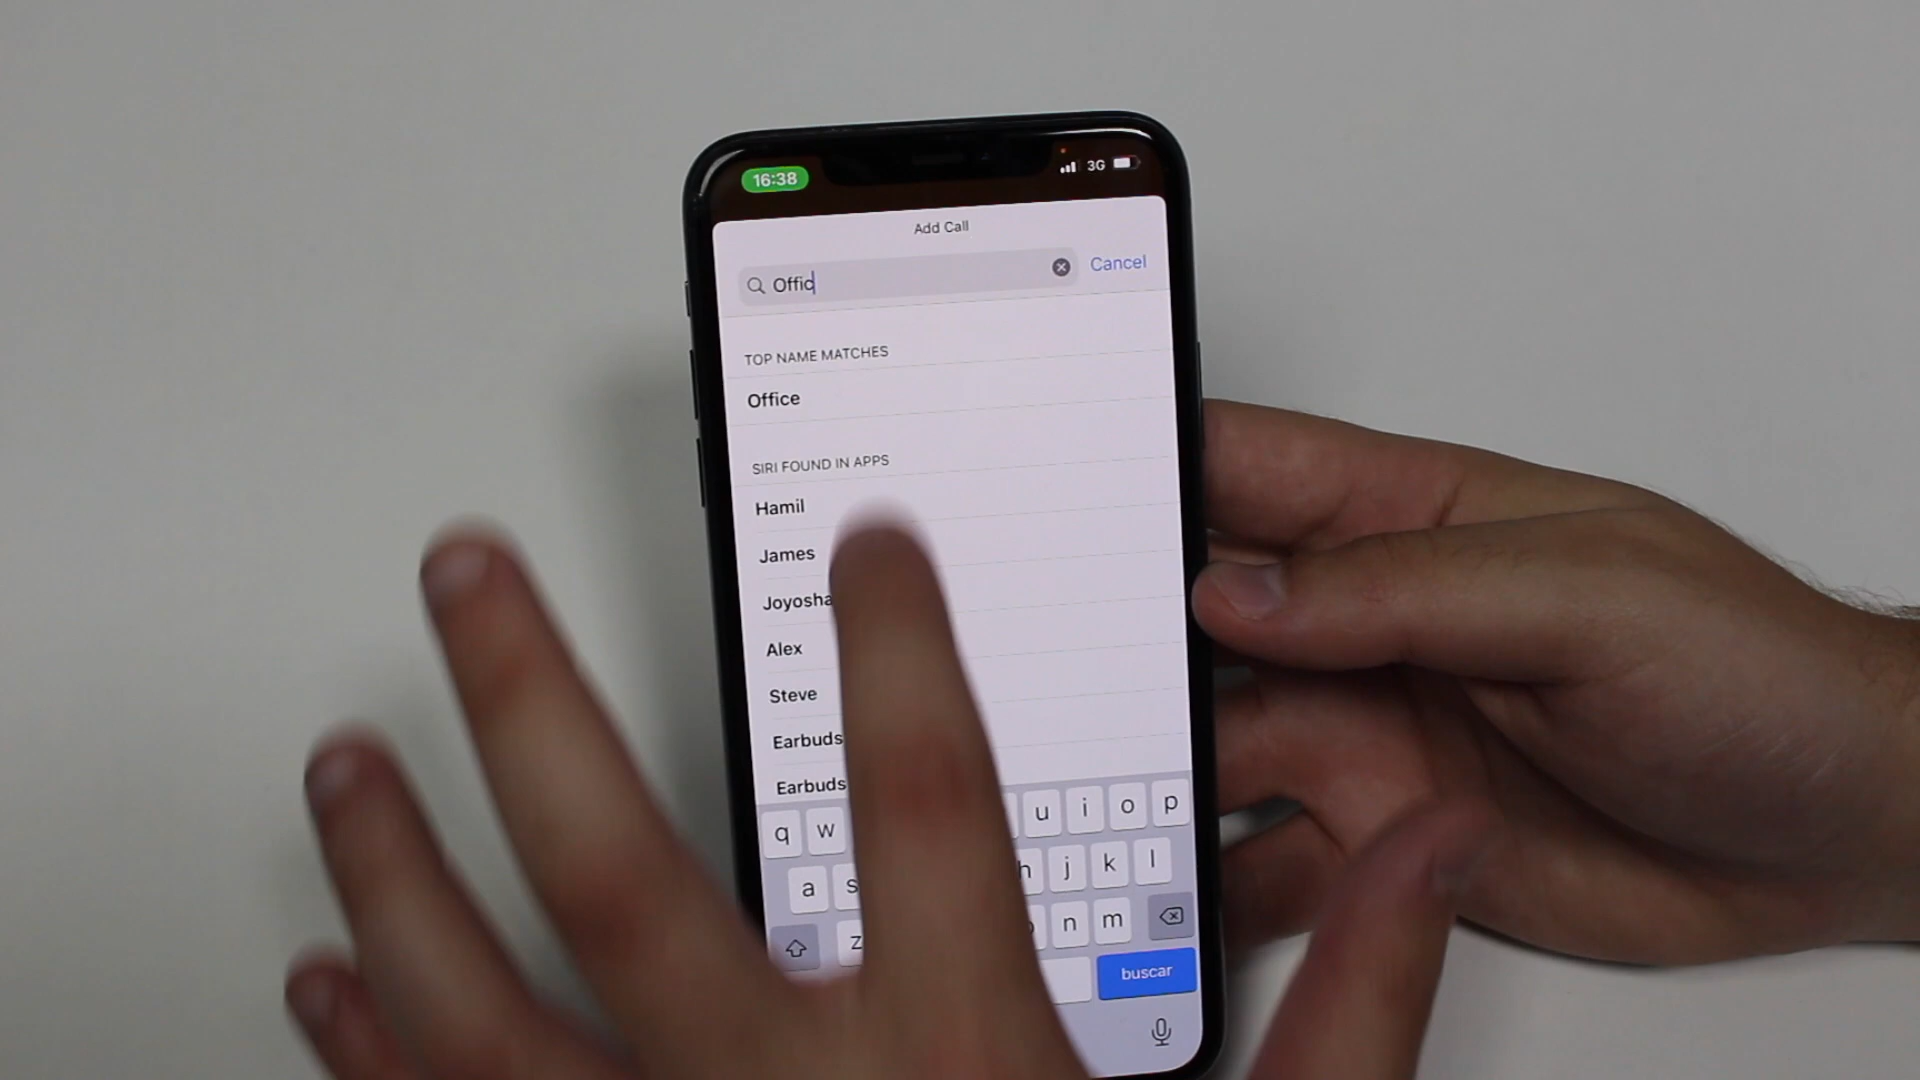 16:38 3G
Add Call
Offic Cancel
TOP NAME MATCHES
Office
SIRI FOUND IN APPS
Hamil
James
Joyosha
Alex
Steve
Earbuds
Earbuds
q w u i o p
a s h j k l
z n m
buscar